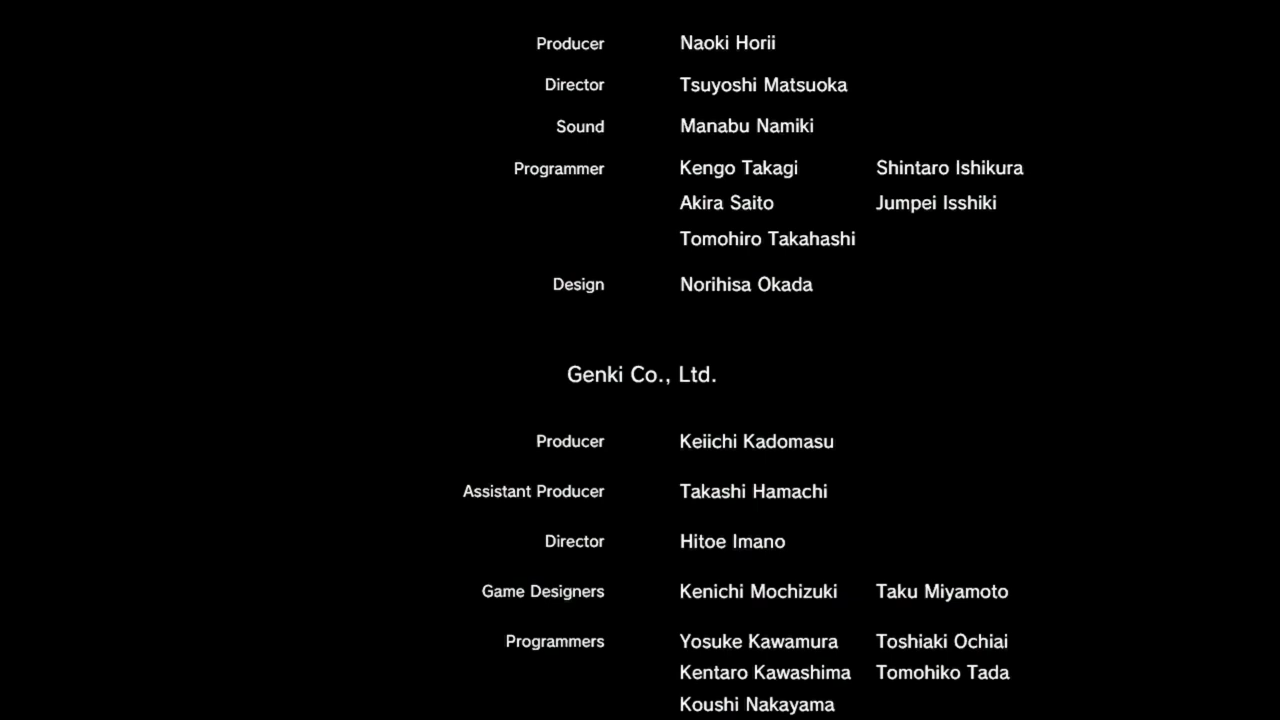 Producer Naoki Horii
Director Tsuyoshi Matsuoka
Sound Manabu Namiki
Programmer Kengo Takagi Shintaro Ishikura
Akira Saito Jumpei Isshiki
Tomohiro Takahashi
Design Norihisa Okada
Genki Co., Ltd.
Producer Keiichi Kadomasu
Assistant Producer Takashi Hamachi
Director Hitoe Imano
Game Designers Kenichi Mochizuki Taku Miyamoto
Programmers Yosuke Kawamura Toshiaki Ochiai
Kentaro Kawashima Tomohiko Tada
Koushi Nakayama